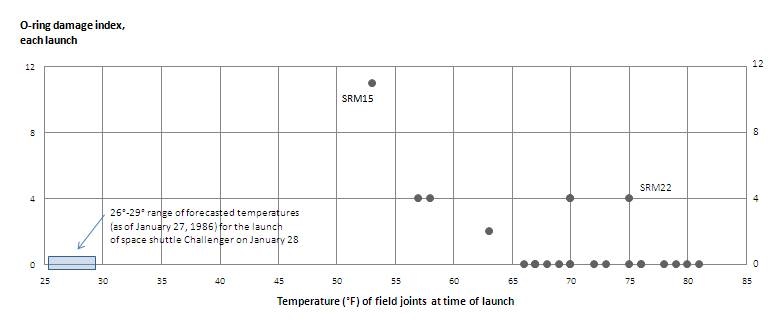 O-ring damage index,
each launch
12
12
SRM15
8
8
SRM22
4
4
26°-29° range of forecasted temperatures
(as of January 27, 1986) for the launch
of space shuttle Challenger on January 28
0
0
25 30 35 40 45 50 55 60 65 70 75 80 85
Temperature (°F) of field joints at time of launch